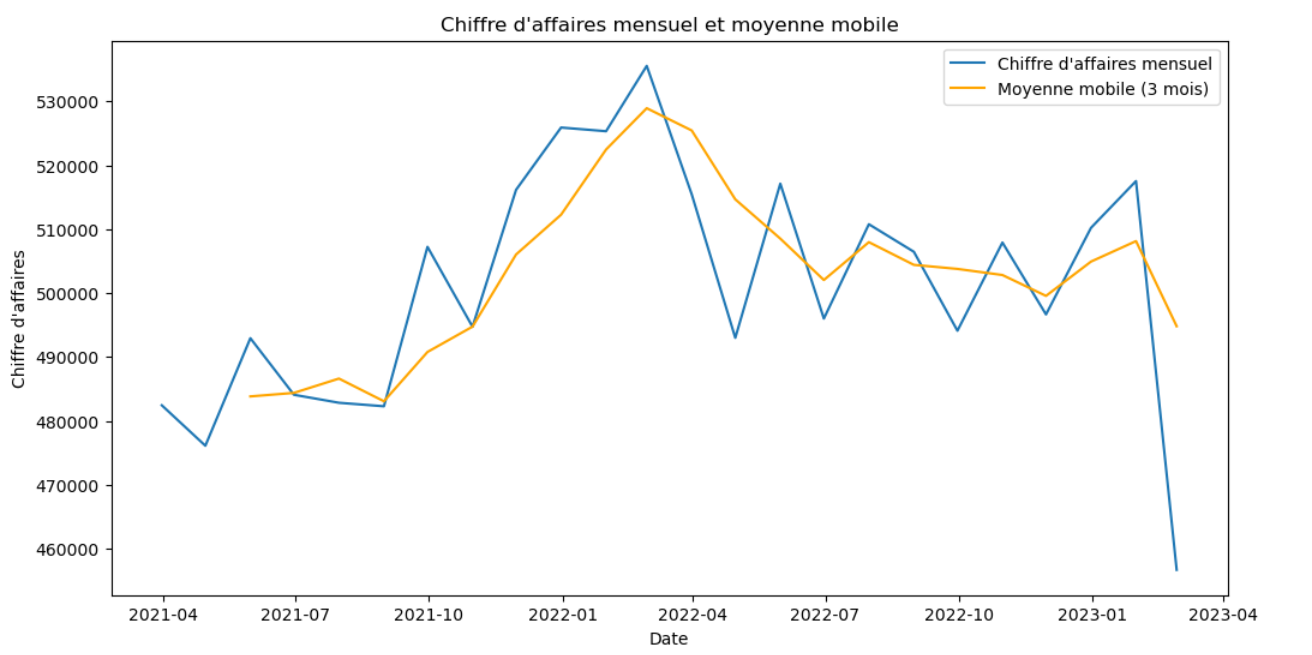 Chiffre d'affaires mensuel et moyenne mobile
Chiffre d'affaires mensuel
Moyenne mobile (3 mois)
Chiffre d'affaires
530000
520000
510000
500000
490000
480000
470000
460000
2021-04 2021-07 2021-10 2022-01 2022-04 2022-07 2022-10 2023-01 2023-04
Date